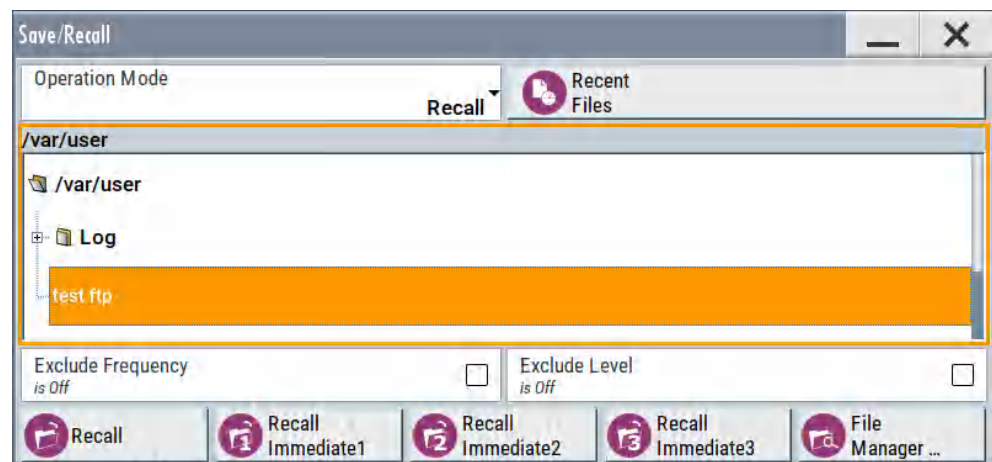 Save/Recall
Operation Mode
Recall
Recent
Files
/var/user
/var/user
Log
test ftp
Exclude Frequency
is Off
Exclude Level
is Off
Recall
Recall
Immediate1
Recall
Immediate2
Recall
Immediate3
File
Manager ...